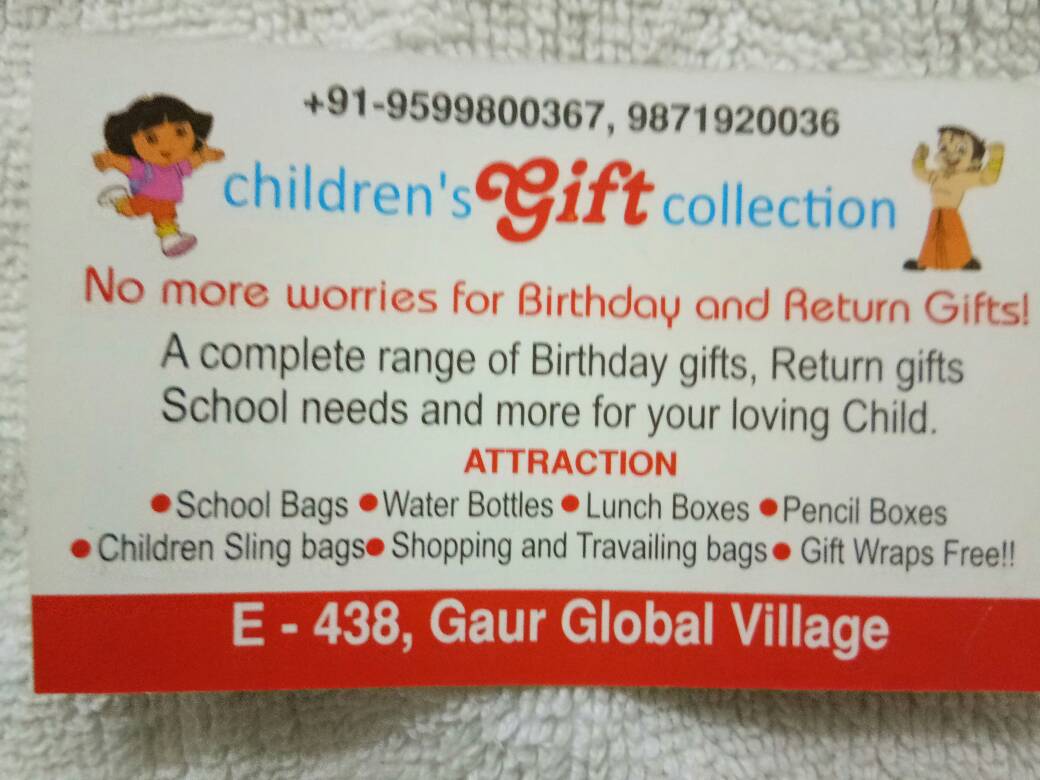 +91-9599800367, 9871920036
children's Gift collection
No more worries for Birthday and Return Gifts!
A complete range of Birthday gifts, Return gifts
School needs and more for your loving Child.
ATTRACTION
•School Bags •Water Bottles •Lunch Boxes •Pencil Boxes
•Children Sling bags•Shopping and Travailing bags•Gift Wraps Free!!
E - 438, Gaur Global Village